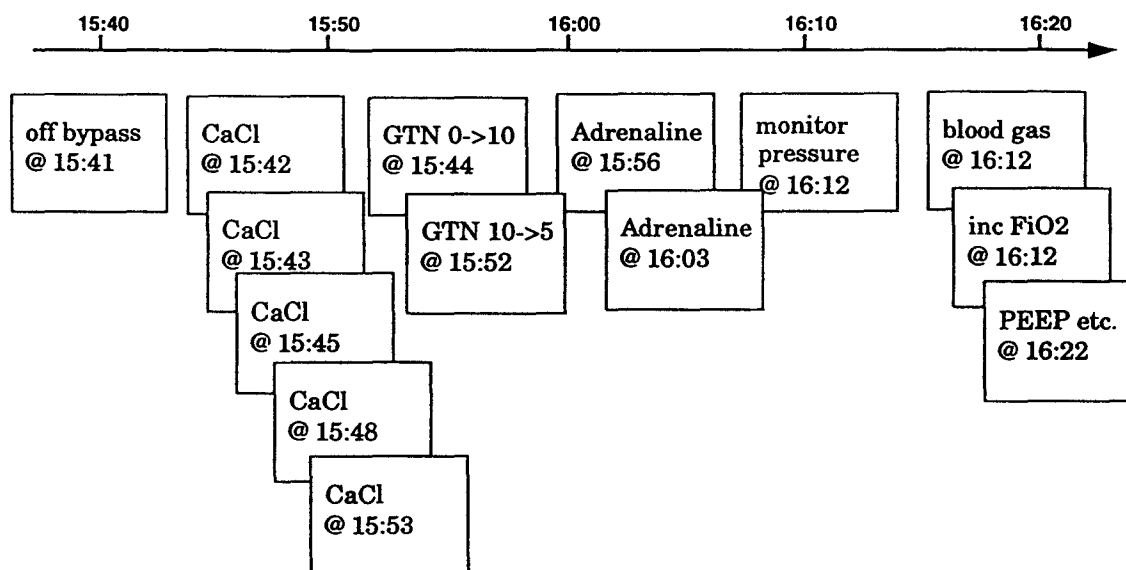 15:40 15:50 16:00 16:10 16:20
off bypass
@ 15:41
CaCl
@ 15:42
CaCl
@ 15:43
CaCl
@ 15:45
CaCl
@ 15:48
CaCl
@ 15:53
GTN 0->10
@ 15:44
GTN 10->5
@ 15:52
Adrenaline
@ 15:56
Adrenaline
@ 16:03
monitor
pressure
@ 16:12
blood gas
@ 16:12
inc FiO2
@ 16:12
PEEP etc.
@ 16:22